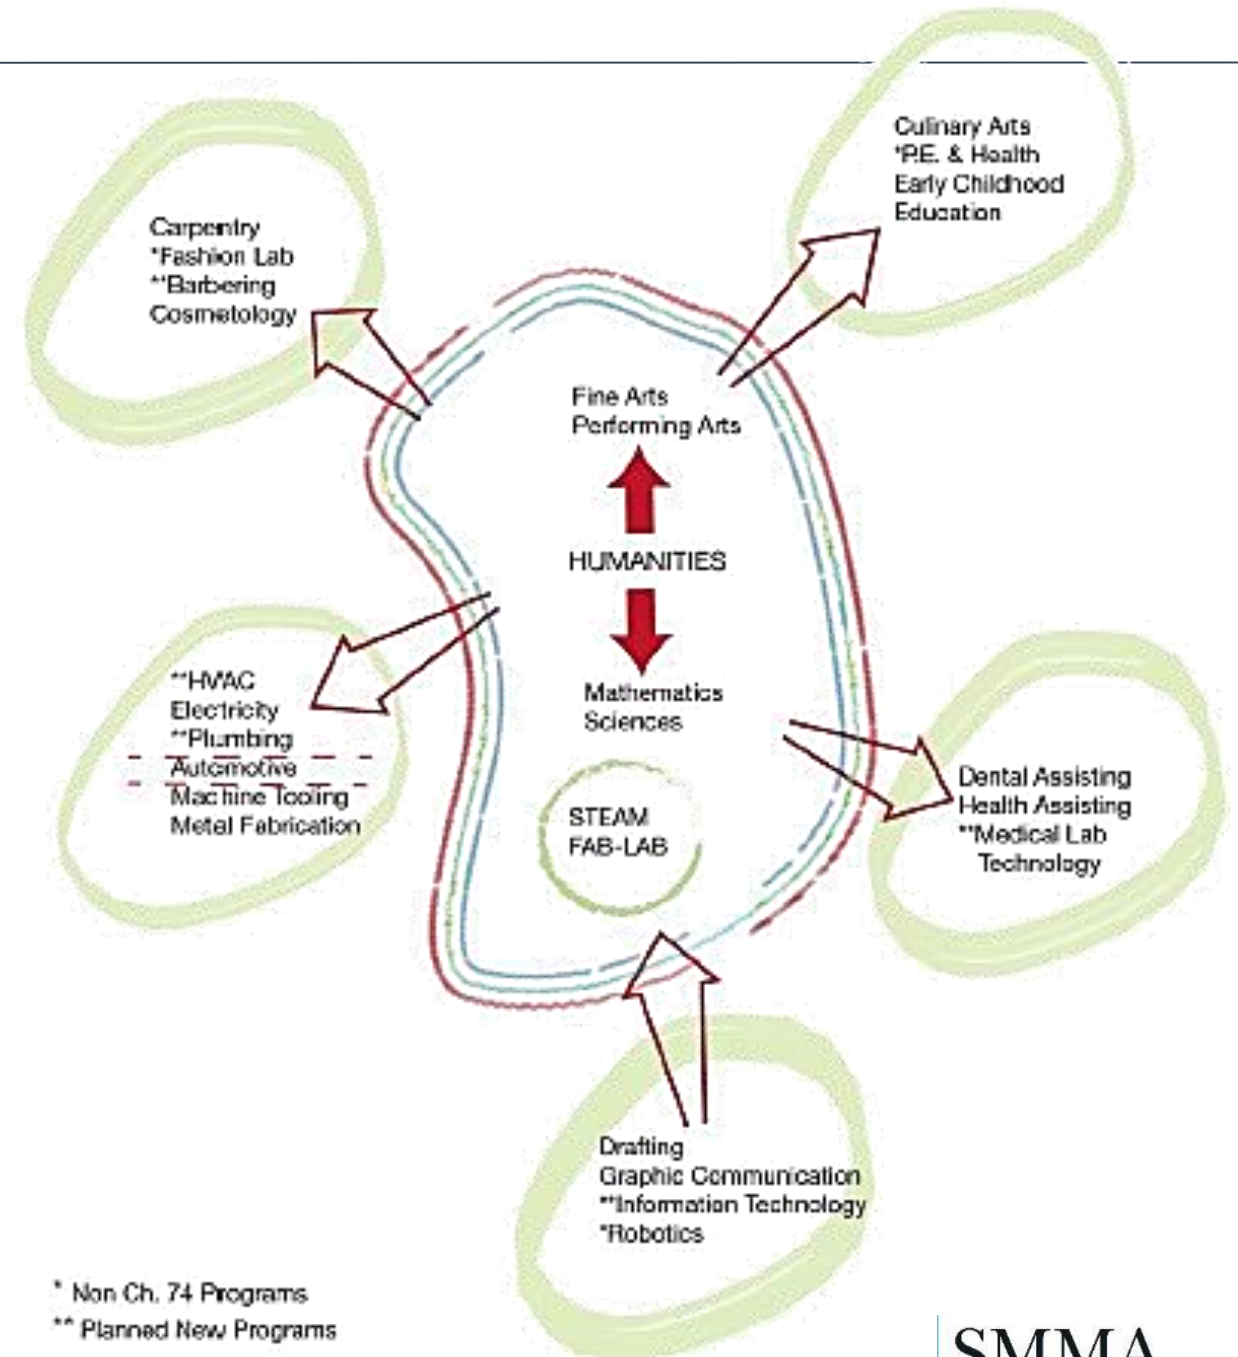 Culinary Arts
*P.E. & Health
Early Childhood
Education
Carpentry
*Fashion Lab
**Barbering
Cosmetology
Fine Arts
Performing Arts
HUMANITIES
Mathematics
Sciences
**HVAC
Electricity
**Plumbing
Automotive
Machine Tooling
Metal Fabrication
STEAM
FAB-LAB
Dental Assisting
Health Assisting
**Medical Lab
Technology
Drafting
Graphic Communication
**Information Technology
*Robotics
* Non Ch. 74 Programs
** Planned New Programs
SMMA